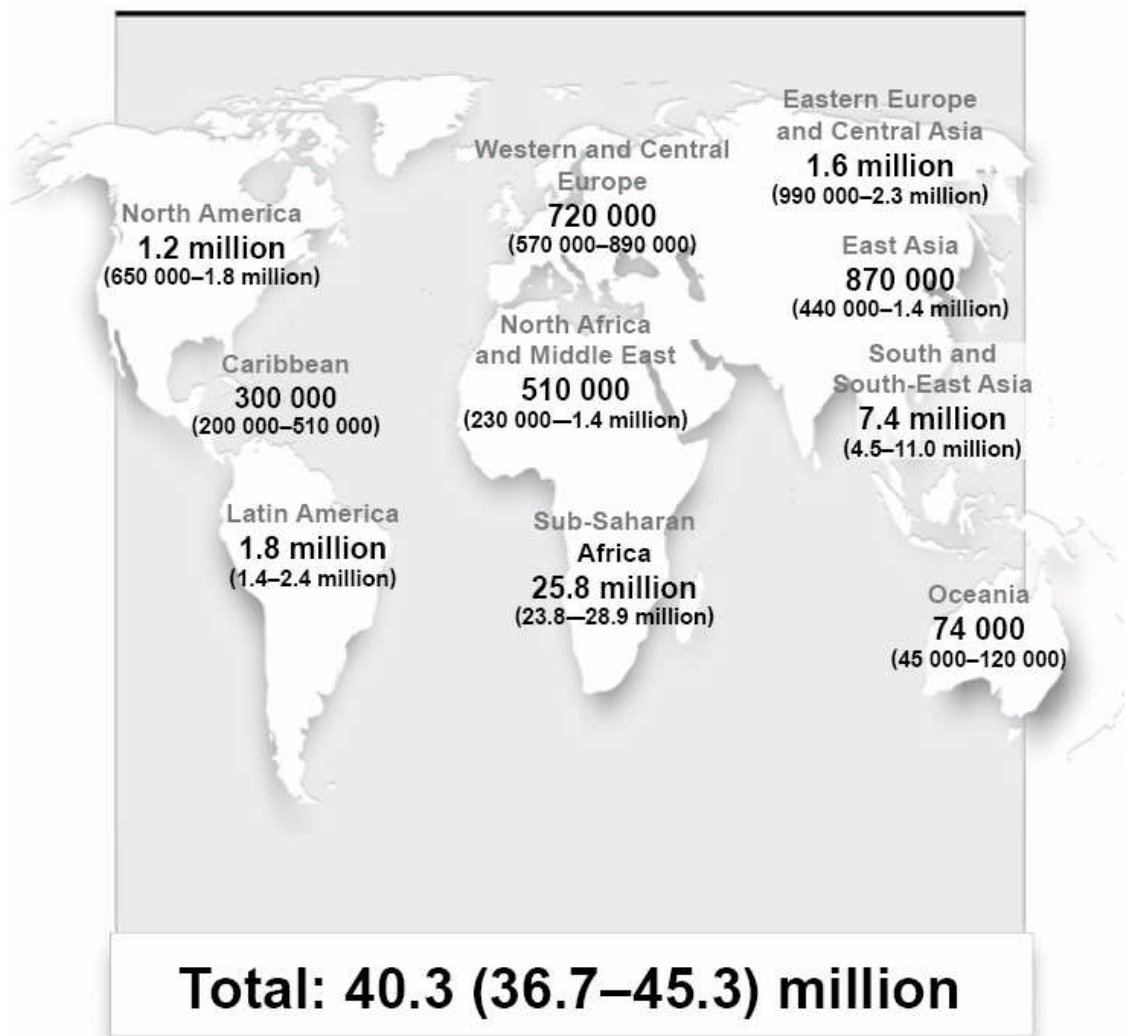 North America
1.2 million
(650 000–1.8 million)
Caribbean
300 000
(200 000–510 000)
Latin America
1.8 million
(1.4–2.4 million)
Western and Central
Europe
720 000
(570 000–890 000)
North Africa
and Middle East
510 000
(230 000—1.4 million)
Sub-Saharan
Africa
25.8 million
(23.8—28.9 million)
Eastern Europe
and Central Asia
1.6 million
(990 000–2.3 million)
East Asia
870 000
(440 000–1.4 million)
South and
South-East Asia
7.4 million
(4.5–11.0 million)
Oceania
74 000
(45 000–120 000)
Total: 40.3 (36.7–45.3) million